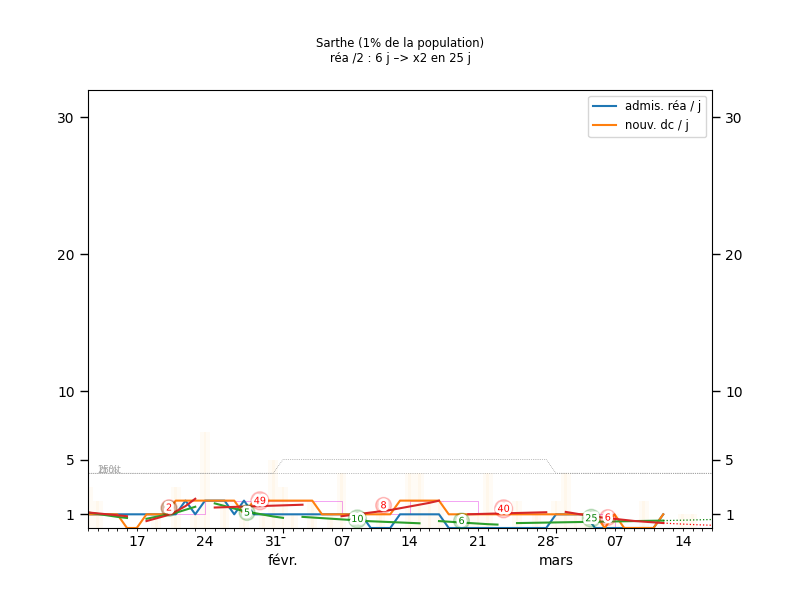 Sarthe (1% de la population)
réa /2 : 6 j –> x2 en 25 j
admis. réa / j
nouv. dc / j
30 30
20 20
10 10
5 5
1 1
2 49 5 10 8 6 40 25 6
17 24 31 07 14 21 28 07 14
févr. mars